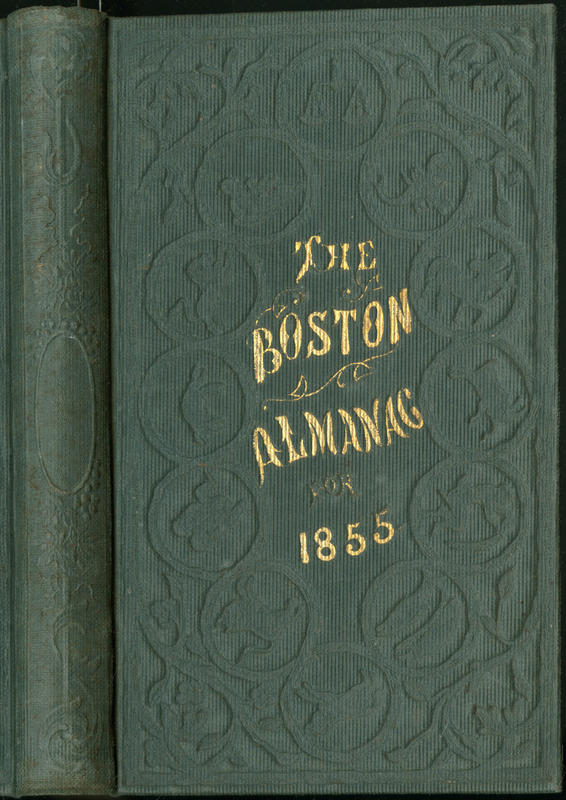 THE
BOSTON
ALMANAC
FOR
1855